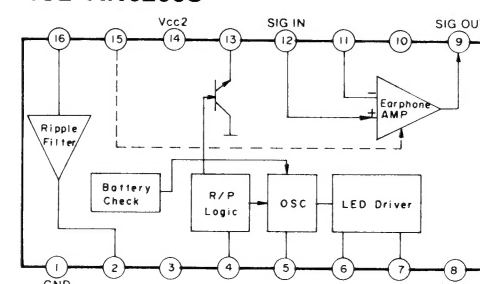 Vcc2
SIG IN
SIG OUT
16
15
14
13
12
11
10
9
Ripple
Filter
Earphone
AMP
Battery
Check
R/P
Logic
OSC
LED Driver
1
2
3
4
5
6
7
8